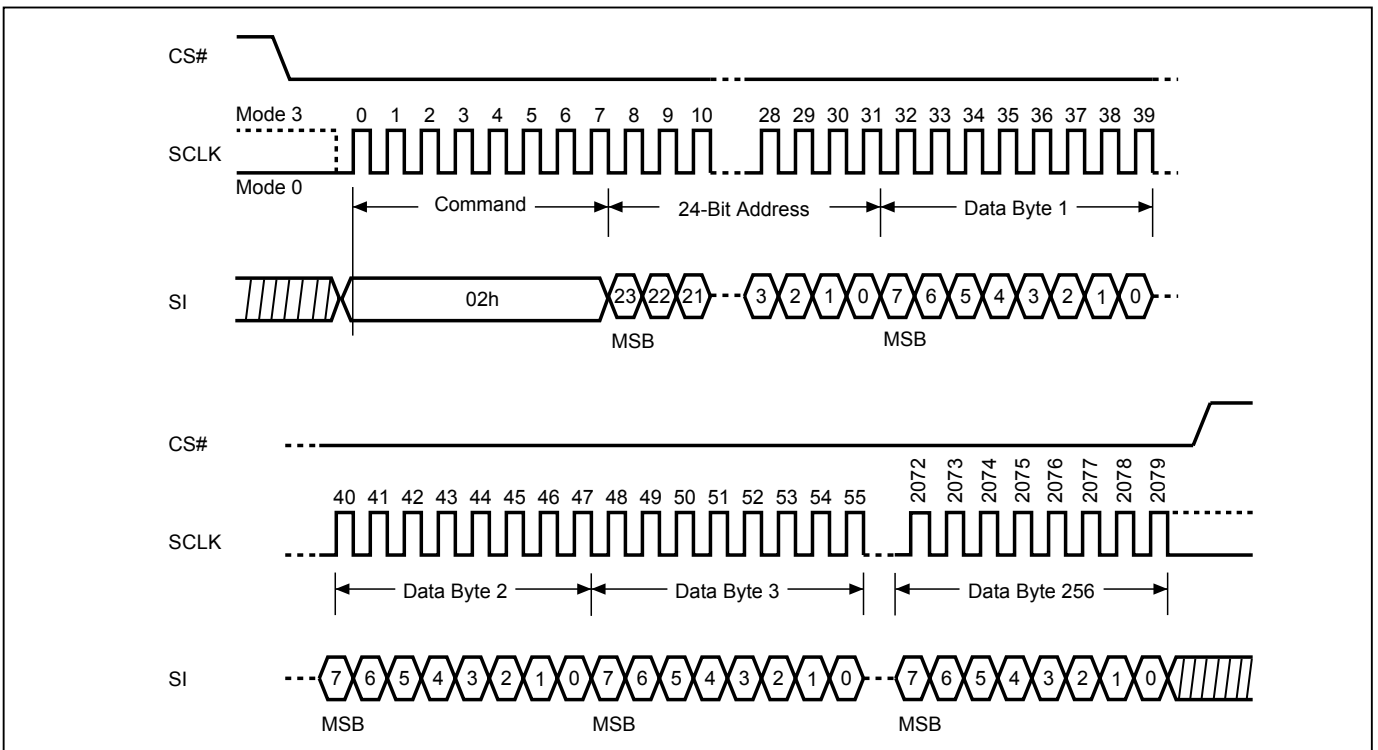 CS#
Mode 3
0 1 2 3 4 5 6 7 8 9 10 28 29 30 31 32 33 34 35 36 37 38 39
SCLK
Mode 0
Command 24-Bit Address Data Byte 1
SI 02h 23 22 21 3 2 1 0 7 6 5 4 3 2 1 0
MSB MSB
CS#
40 41 42 43 44 45 46 47 48 49 50 51 52 53 54 55 2072 2073 2074 2075 2076 2077 2078 2079
SCLK
Data Byte 2 Data Byte 3 Data Byte 256
SI 7 6 5 4 3 2 1 0 7 6 5 4 3 2 1 0 7 6 5 4 3 2 1 0
MSB MSB MSB